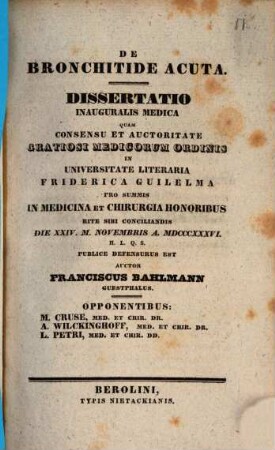 DE
BRONCHITIDE ACUTA.
DISSERTATIO
INAUGURALIS MEDICA
QUAM
CONSENSU ET AUCTORITATE
GRATIOSI MEDICORUM ORDINIS
IN
UNIVERSITATE LITERARIA
FRIDERICA GUILELMA
PRO SUMMIS
IN MEDICINA ET CHIRURGIA HONORIBUS
RITE SIBI CONCILIANDIS
DIE XXIV. M. NOVEMBRIS A. MDCCCXXXVI.
H. L. Q. S.
PUBLICE DEFENSURUS EST
AUCTOR
FRANCISCUS BAHLMANN
GUESTPHALUS.
OPPONENTIBUS:
M. CRUSE, MED. ET CHIR. DR.
A. WILCKINGHOFF, MED. ET CHIR. DR.
L. PETRI, MED. ET CHIR. DD.
BEROLINI,
TYPIS NIETACKIANIS.